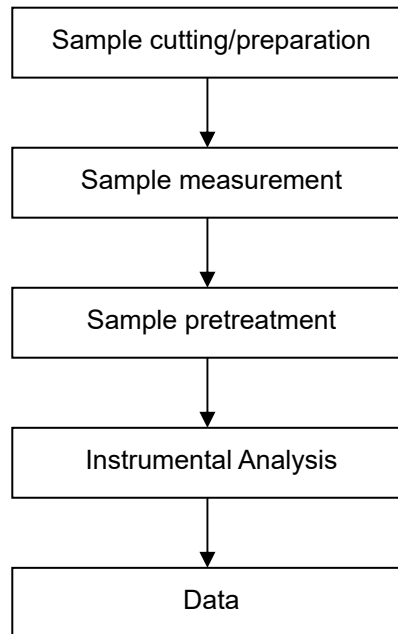 Sample cutting/preparation
Sample measurement
Sample pretreatment
Instrumental Analysis
Data